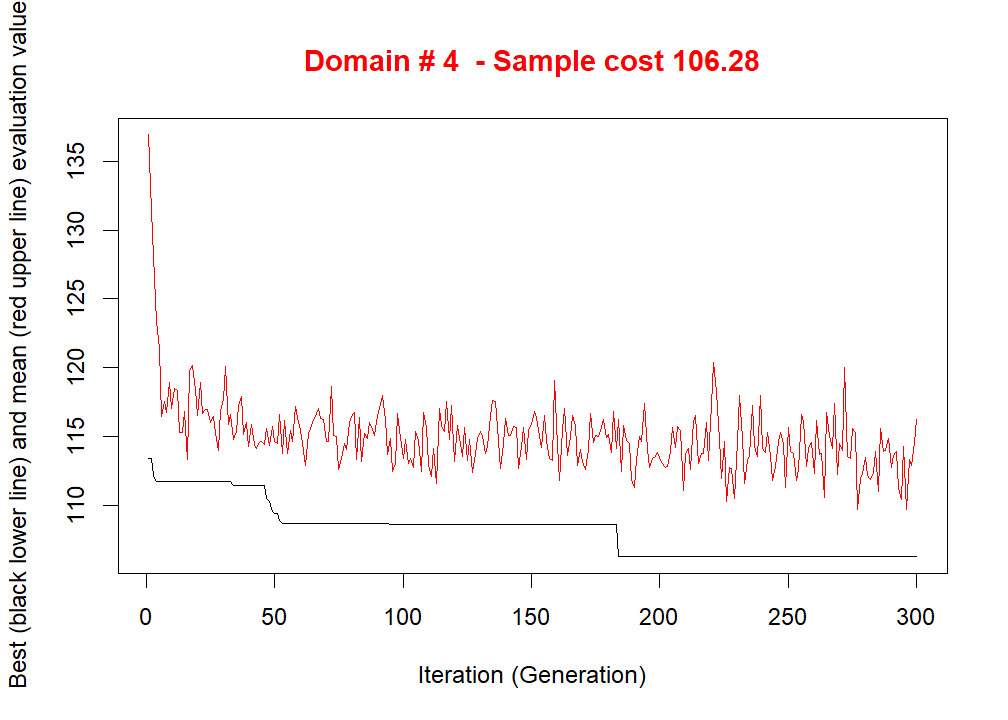 Domain # 4  - Sample cost 106.28
Best (black lower line) and mean (red upper line) evaluation value
135
130
125
120
115
110
0 50 100 150 200 250 300
Iteration (Generation)